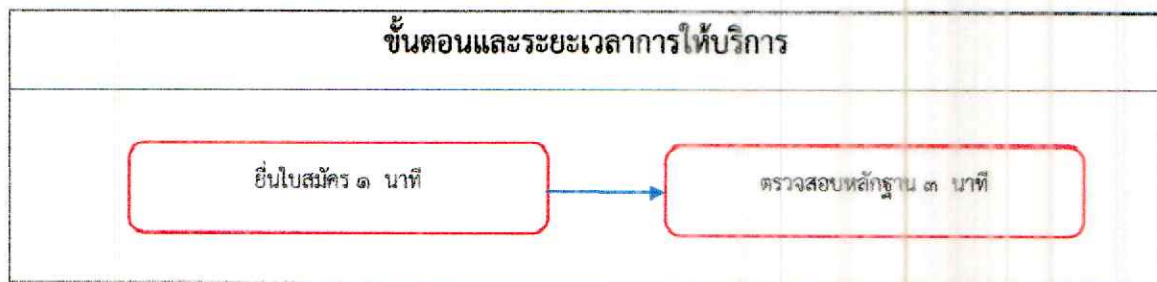 ขั้นตอนและระยะเวลาการให้บริการ
ยื่นใบสมัคร ๑ นาที
ตรวจสอบหลักฐาน ๓ นาที